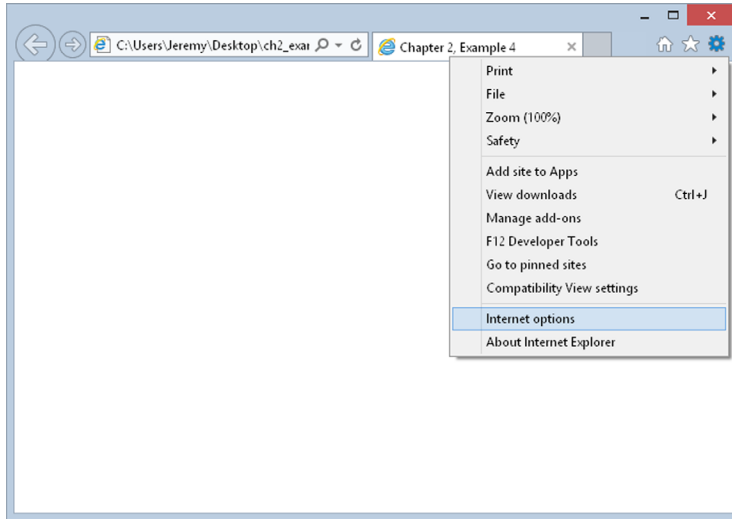 C:\Users\Jeremy\Desktop\ch2_exar
Chapter 2, Example 4
Print
File
Zoom (100%)
Safety
Add site to Apps
View downloads Ctrl+J
Manage add-ons
F12 Developer Tools
Go to pinned sites
Compatibility View settings
Internet options
About Internet Explorer